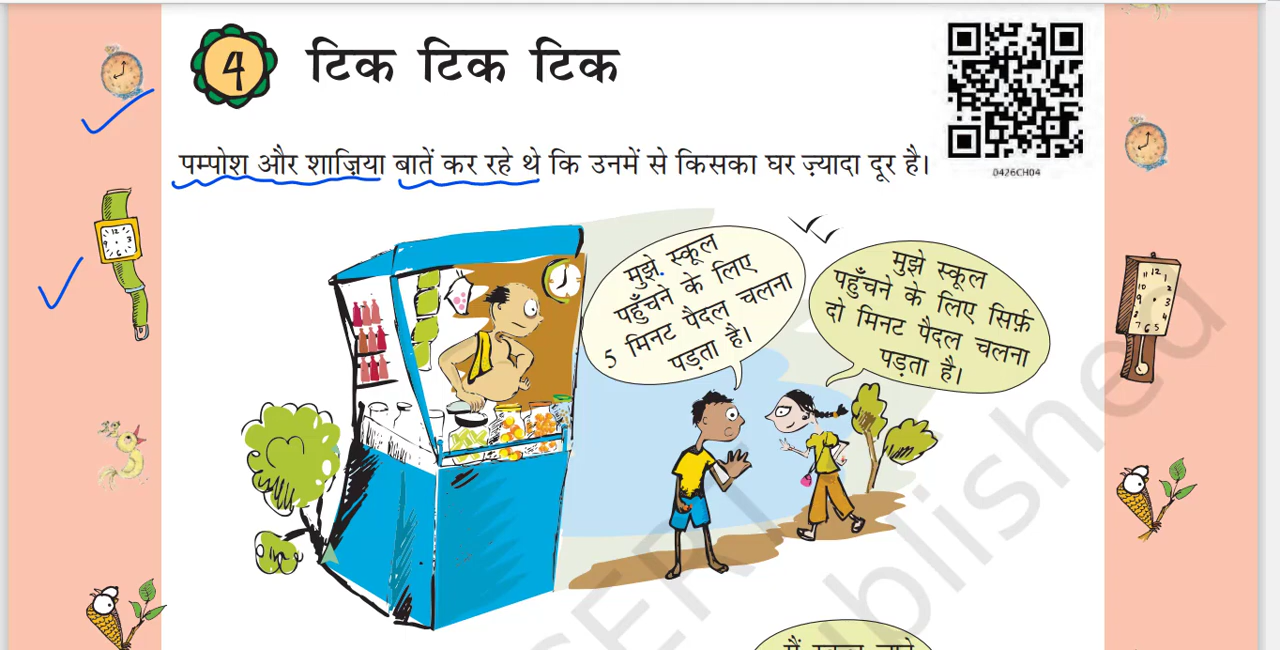 4 टिक टिक टिक
0426CH04
पम्पोश और शाज़िया बातें कर रहे थे कि उनमें से किसका घर ज़्यादा दूर है।
मुझे स्कूल
पहुँचने के लिए
5 मिनट पैदल चलना
पड़ता है।
मुझे स्कूल
पहुँचने के लिए सिर्फ़
दो मिनट पैदल चलना
पड़ता है।